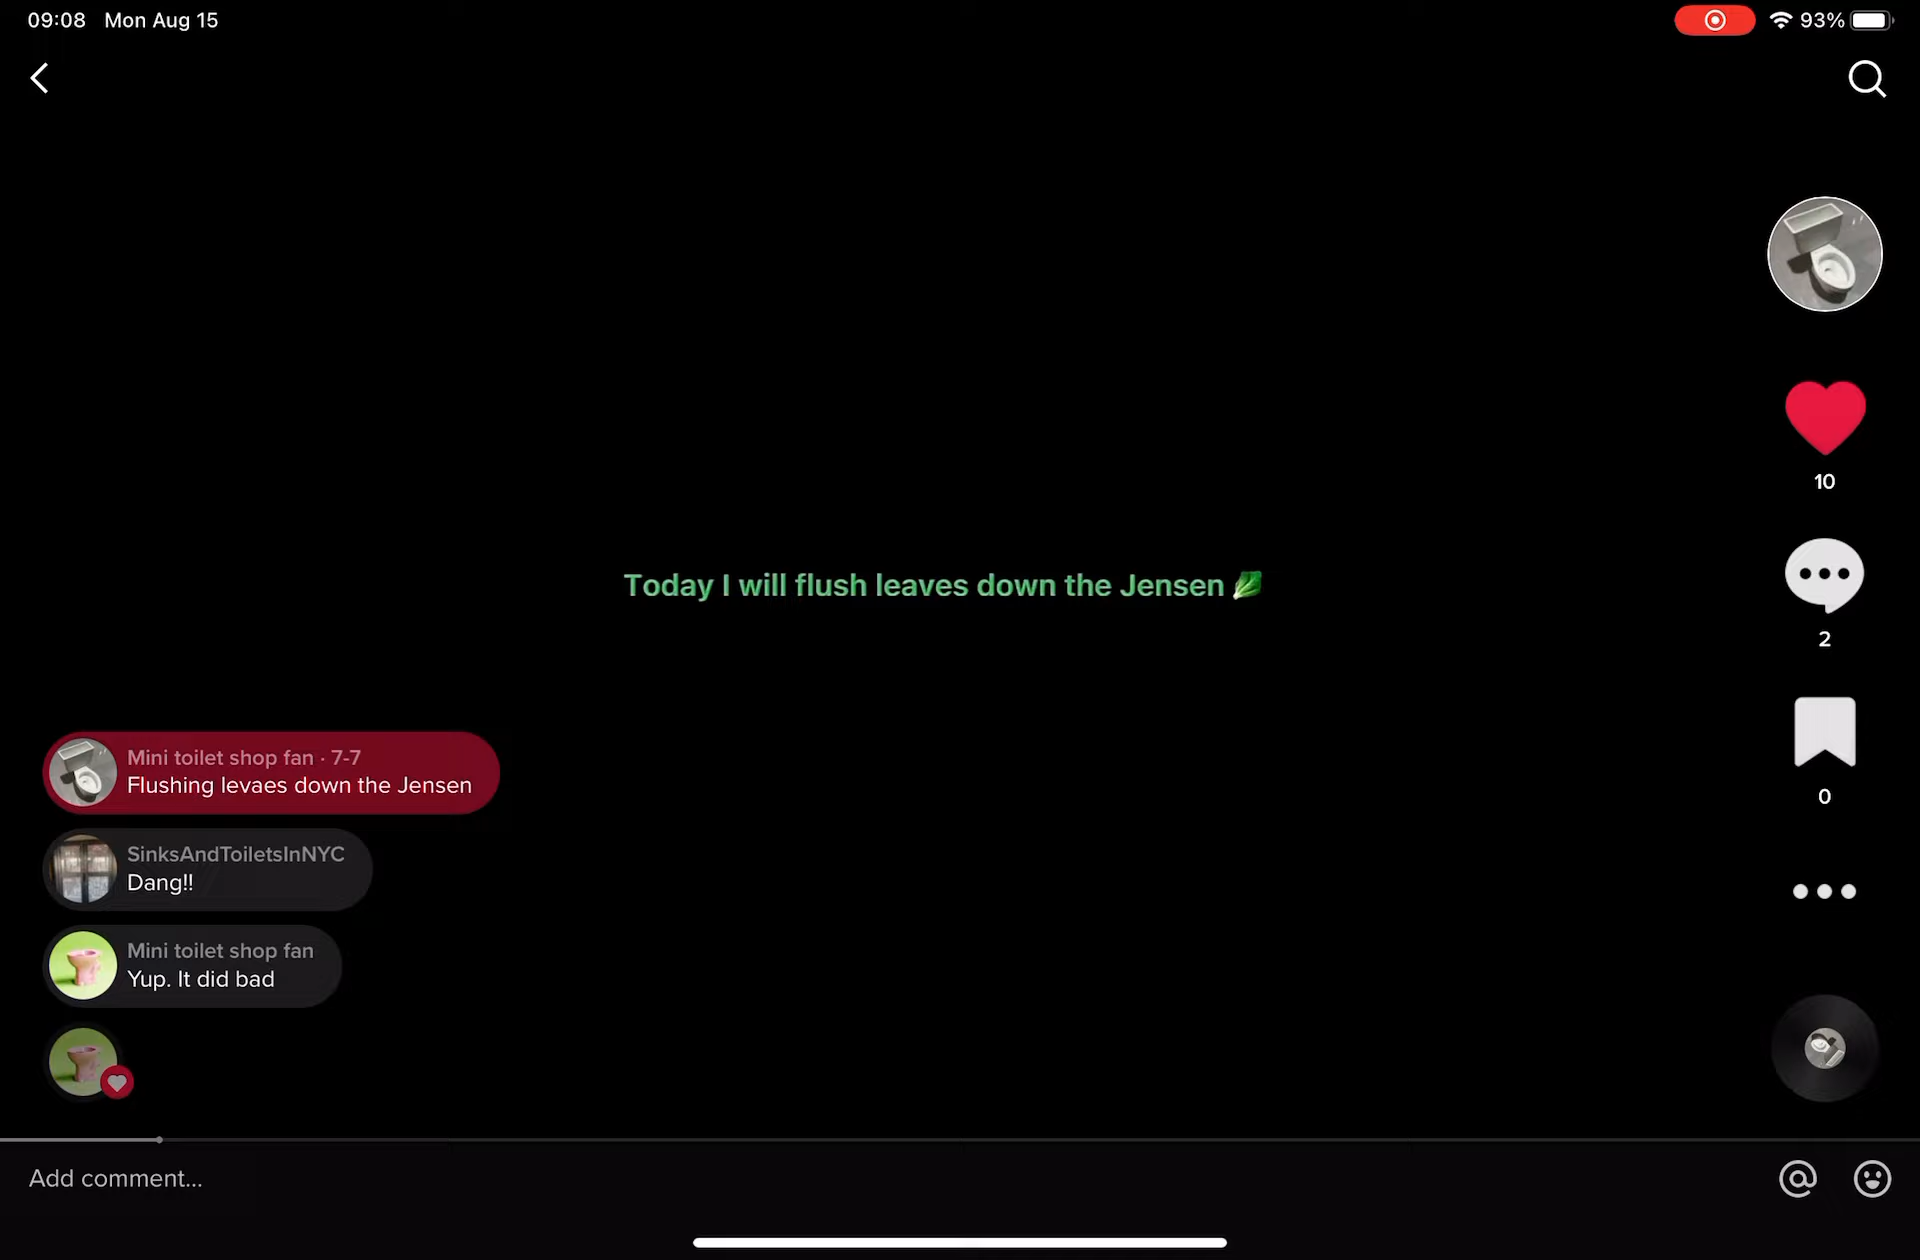 09:08 Mon Aug 15
93%
10
Today I will flush leaves down the Jensen 🥬
2
Mini toilet shop fan · 7-7
Flushing levaes down the Jensen
0
SinksAndToiletsInNYC
Dang!!
Mini toilet shop fan
Yup. It did bad
Add comment...